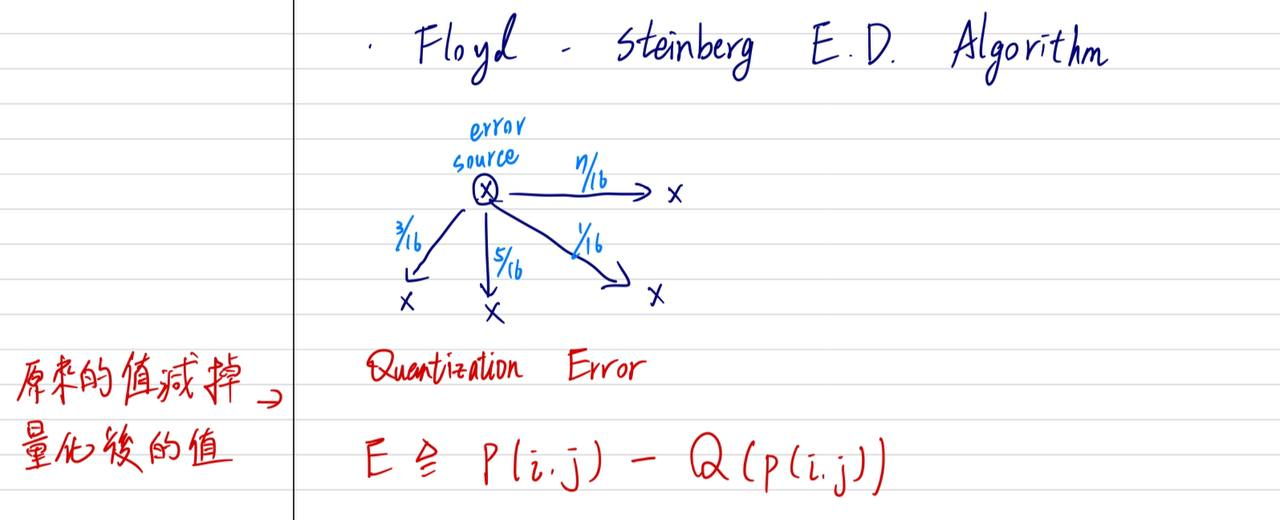 · Floyd - Steinberg E.D. Algorithm
error
source
7/16
X
X
3/16
5/16
1/16
X
X
X
Quantization Error
原來的值減掉 →
量化後的值
E ≜ P(i,j) - Q(p(i,j))